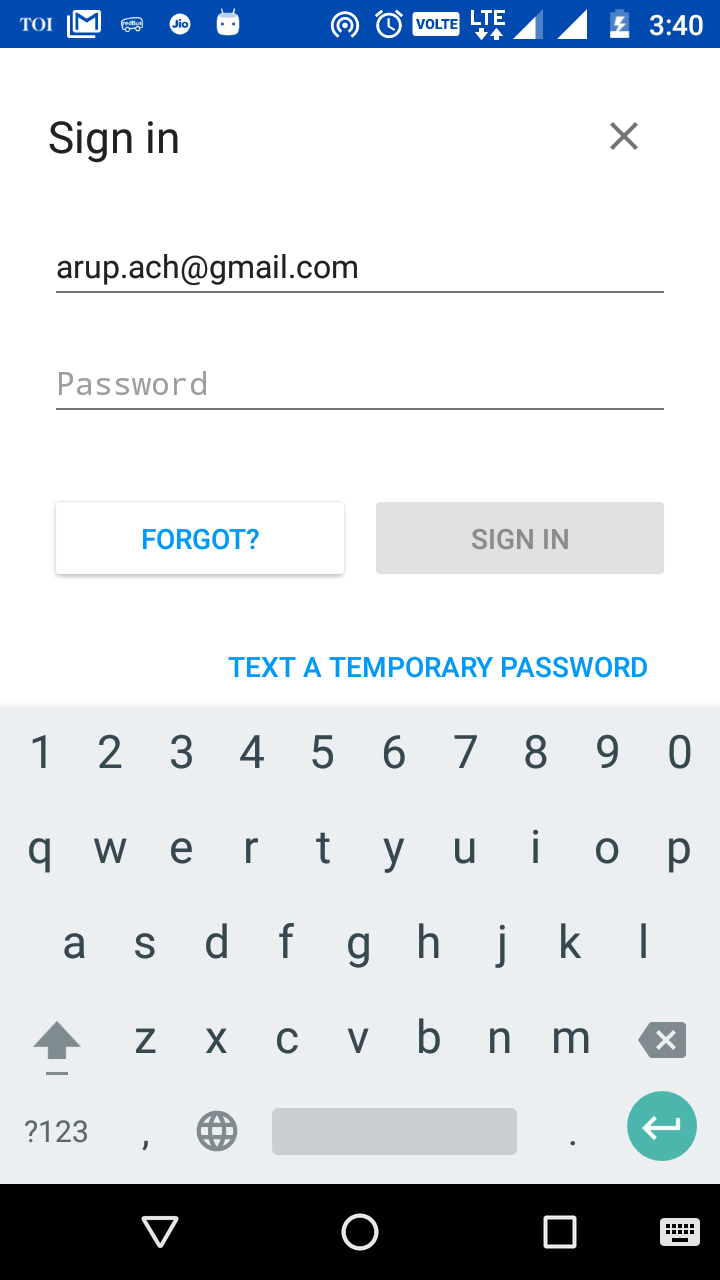 TOI redBus Jio VOLTE LTE 3:40
Sign in
arup.ach@gmail.com
Password
FORGOT? SIGN IN
TEXT A TEMPORARY PASSWORD
1 2 3 4 5 6 7 8 9 0
q w e r t y u i o p
a s d f g h j k l
z x c v b n m
?123 , .